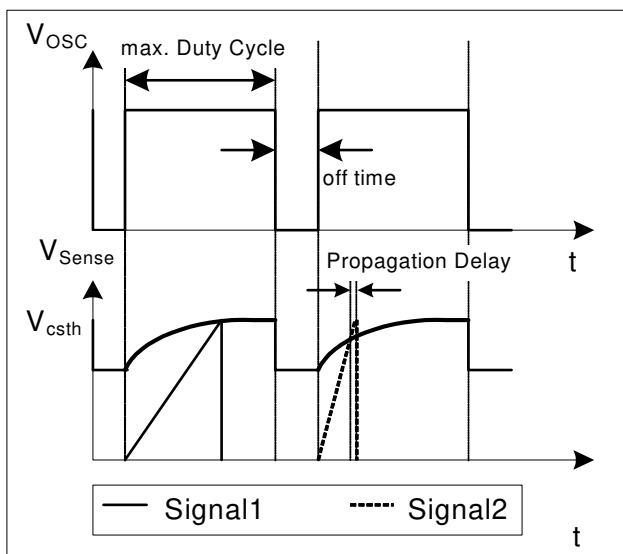 VOSC
max. Duty Cycle
off time
t
VSense
Propagation Delay
Vcsth
t
Signal1 Signal2
t